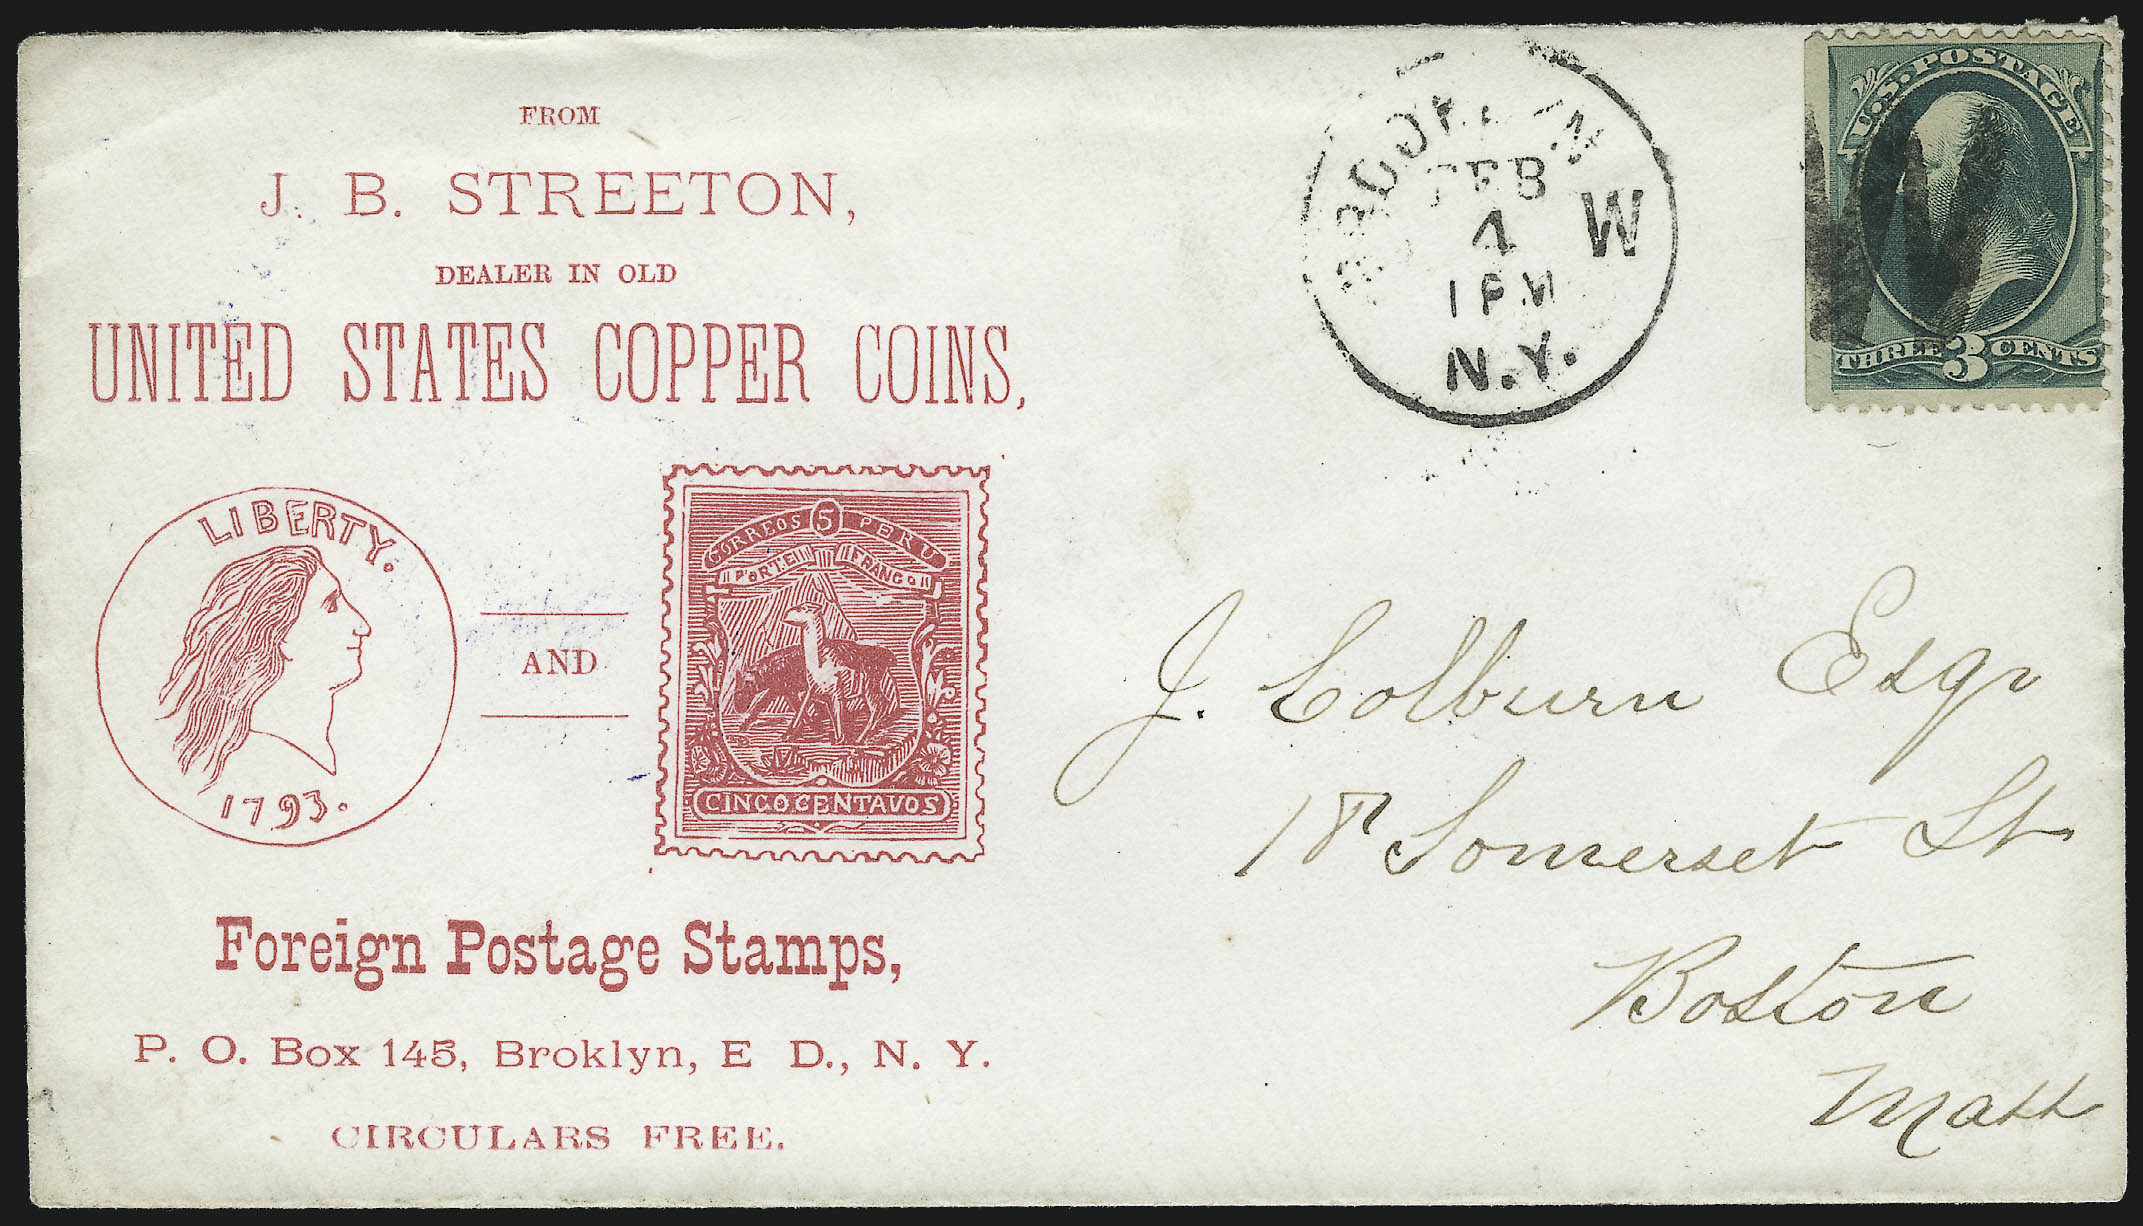 FROM
J. B. STREETON,
DEALER IN OLD
UNITED STATES COPPER COINS,
LIBERTY.
1793.
AND
CORREOS 5 PERU
PORTE FRANCO
CINCO CENTAVOS
Foreign Postage Stamps,
P. O. Box 145, Broklyn, E D., N. Y.
CIRCULARS FREE.
FEB
4 W
1 PM
N.Y.
U.S. POSTAGE
THREE 3 CENTS
J. Colburn Esqr
18 Somerset St
Boston
Mass